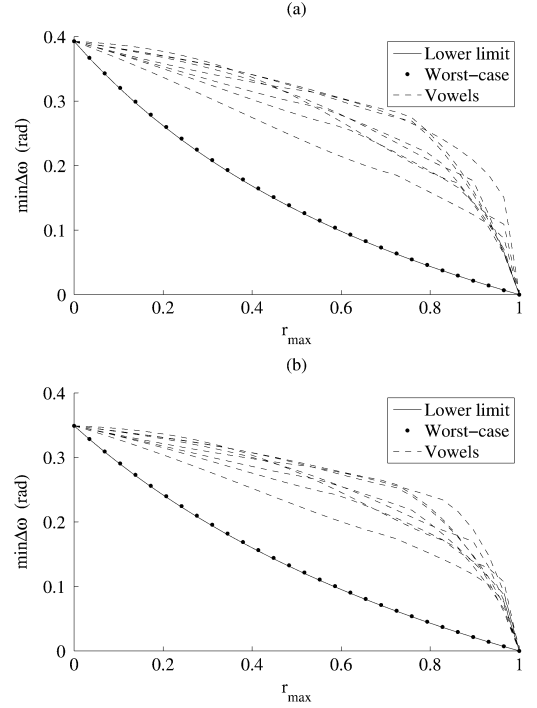 (a)
0.4
0.3
0.2
0.1
0
minΔω (rad)
Lower limit
Worst−case
Vowels
0 0.2 0.4 0.6 0.8 1
r_max
(b)
0.4
0.3
0.2
0.1
0
minΔω (rad)
Lower limit
Worst−case
Vowels
0 0.2 0.4 0.6 0.8 1
r_max